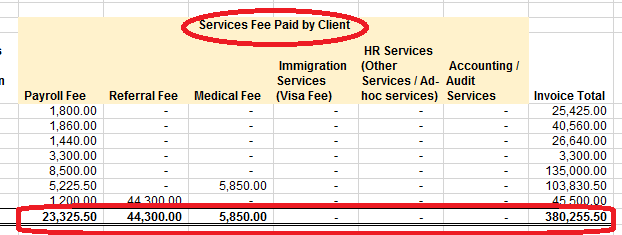 Services Fee Paid by Client
s
n
Payroll Fee Referral Fee Medical Fee Immigration Services (Visa Fee) HR Services (Other Services / Ad-hoc services) Accounting / Audit Services Invoice Total
1,800.00 - - - - - 25,425.00
1,860.00 - - - - - 40,560.00
1,440.00 - - - - - 26,640.00
3,300.00 - - - - - 3,300.00
8,500.00 - - - - - 135,000.00
5,225.50 - 5,850.00 - - - 103,830.50
1,200.00 44,300.00 - - - - 45,500.00
23,325.50 44,300.00 5,850.00 - - - 380,255.50